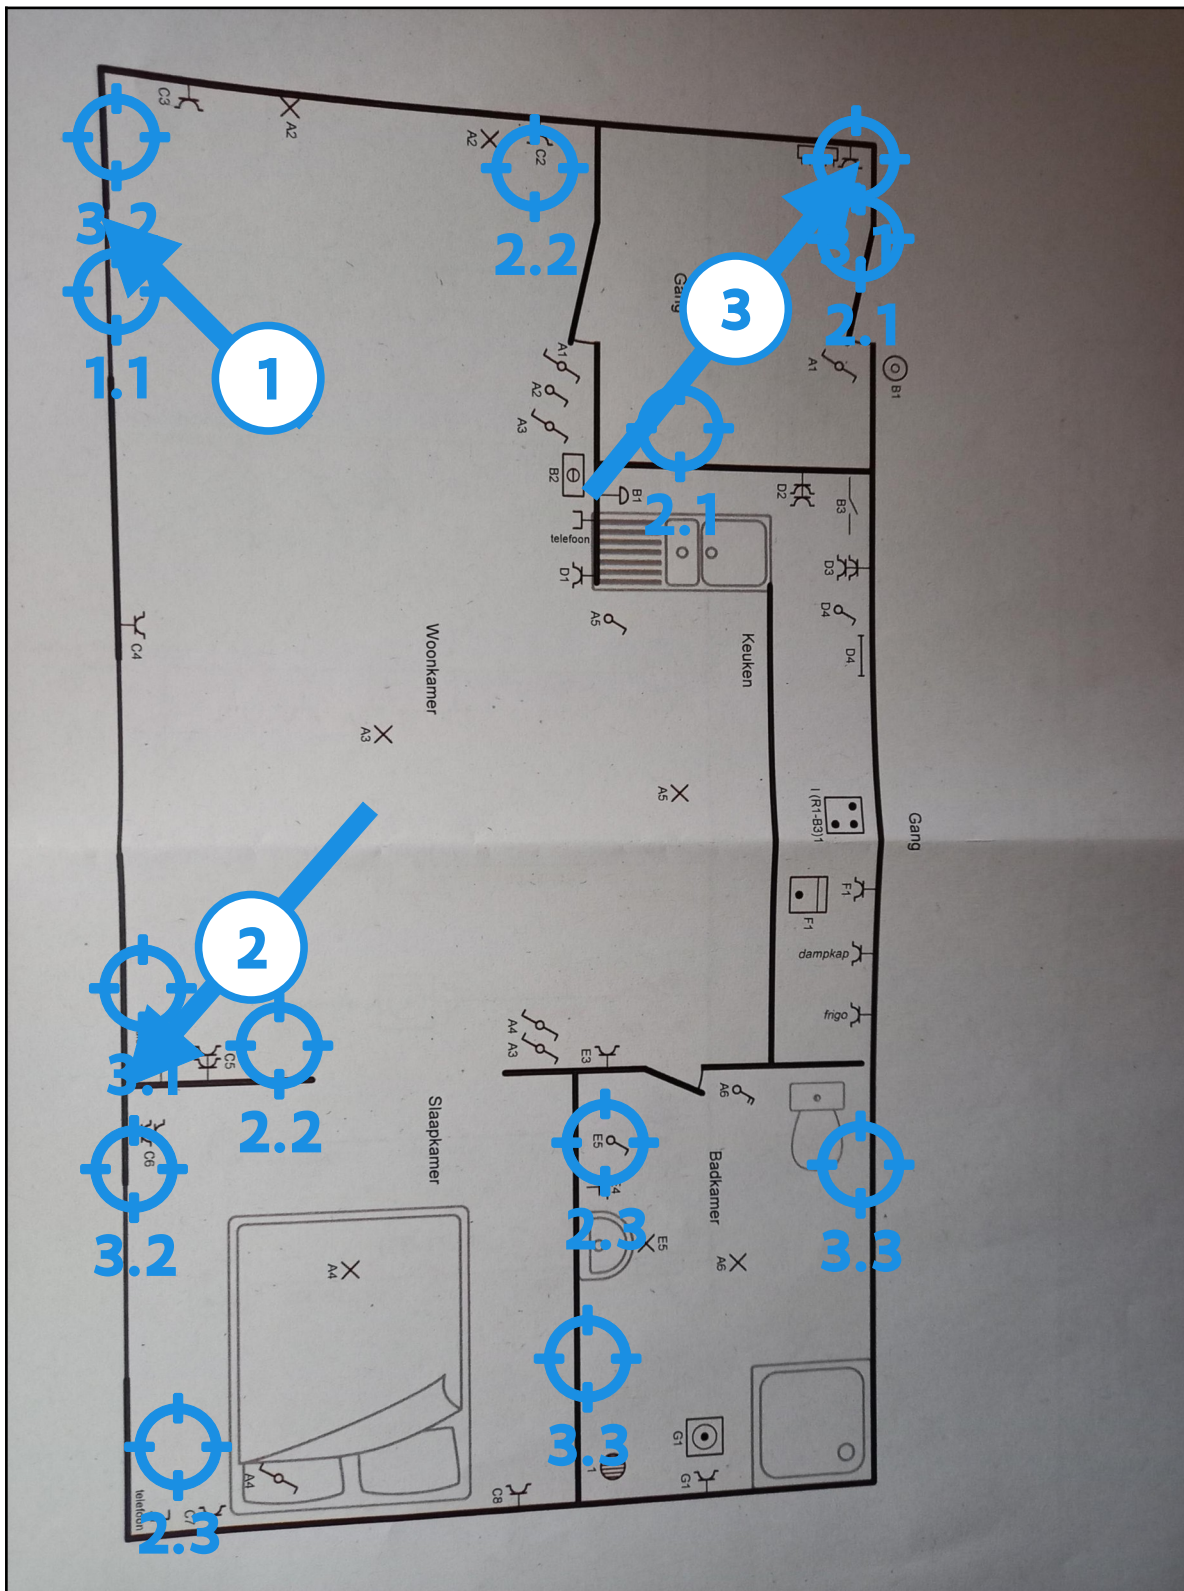 C3
A2
A2
C2
3.2
2.2
Gang
3
2.1
1
1.1
A1
A2
A3
A1
B1
B2
B1
2.1
D2
B3
telefoon
D1
D3
A5
D4
D4
C4
Woonkamer
Keuken
A3
A5
I (R1-B3)1
Gang
F1
F1
dampkap
2
frigo
A4
A3
E3
C5
3.1
2.2
A6
C6
Slaapkamer
E5
Badkamer
3.2
2.3
E5
3.3
A4
A6
3.3
G1
A4
telefoon
C7
C8
G1
2.3